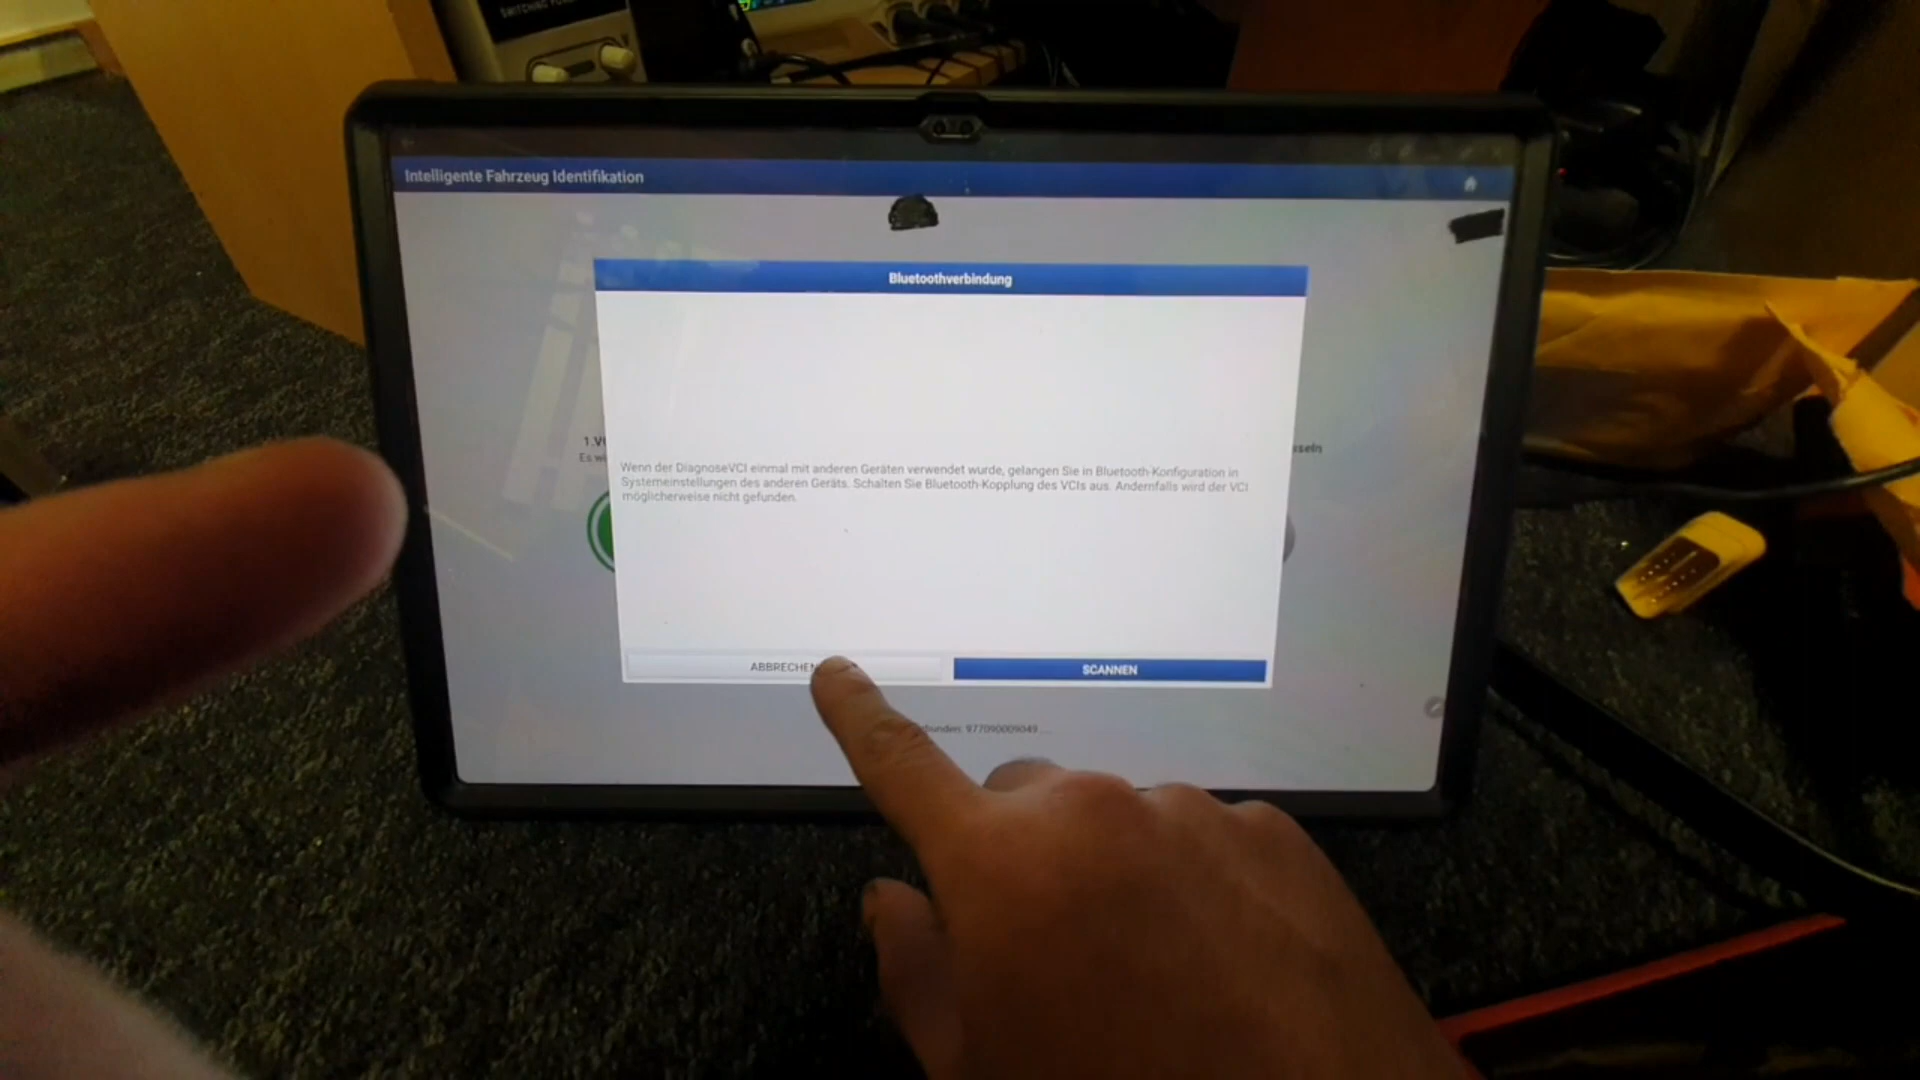 SWITCHING
Intelligente Fahrzeug Identifikation
Bluetoothverbindung
Wenn der DiagnoseVCI einmal mit anderen Geräten verwendet wurde, gelangen Sie in Bluetooth-Konfiguration in
Systemeinstellungen des anderen Geräts. Schalten Sie Bluetooth-Kopplung des VCIs aus. Andernfalls wird der VCI
möglicherweise nicht gefunden.
ABBRECHEN
SCANNEN